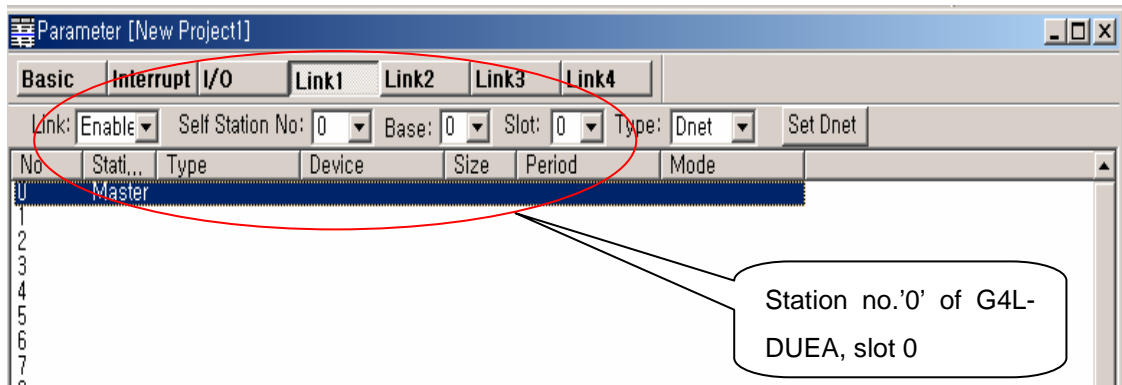 Parameter [New Project1]
Basic Interrupt I/O Link1 Link2 Link3 Link4
Link: Enable Self Station No: 0 Base: 0 Slot: 0 Type: Dnet Set Dnet
No Stati... Type Device Size Period Mode
0 Master
1
2
3
4
5
6
7
Station no.'0' of G4L-
DUEA, slot 0